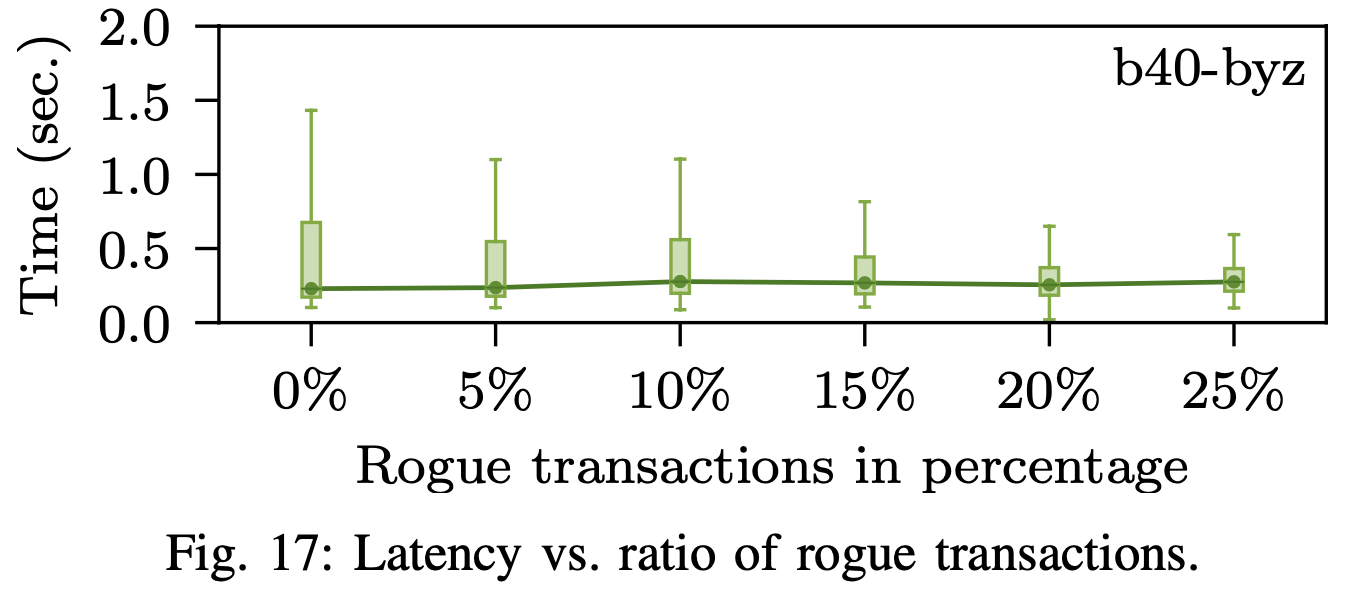 2.0
1.5
1.0
0.5
0.0
Time (sec.)
b40-byz
0% 5% 10% 15% 20% 25%
Rogue transactions in percentage
Fig. 17: Latency vs. ratio of rogue transactions.